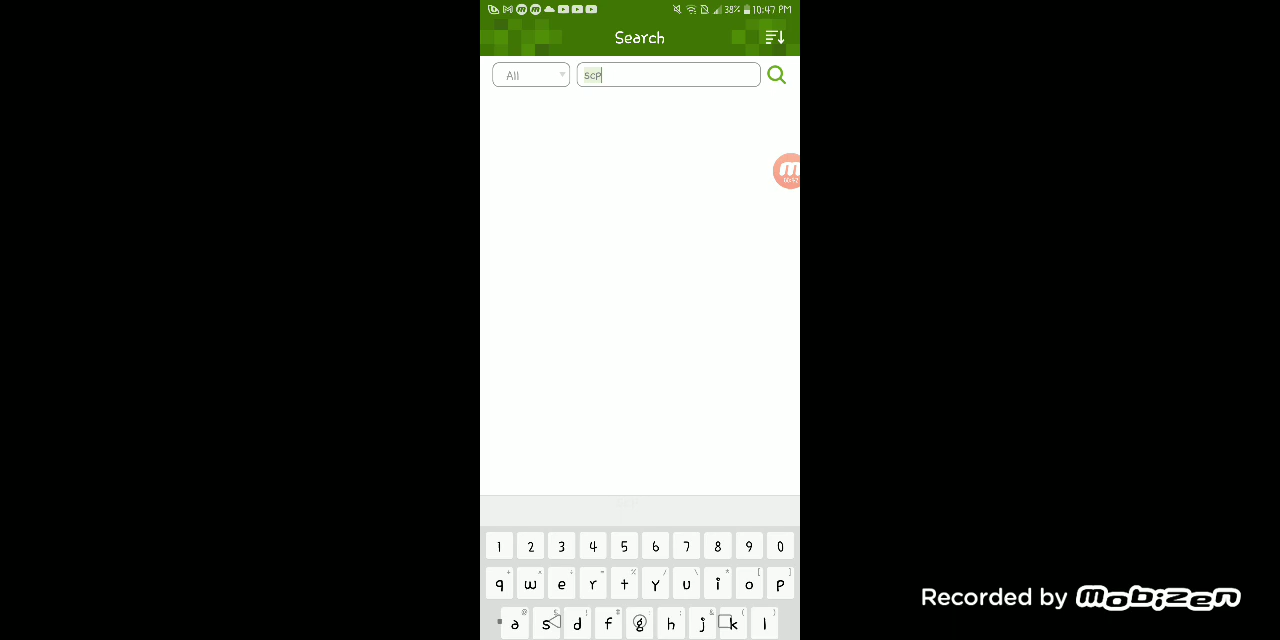 38% 10:47 PM
Search
All
scp
1 2 3 4 5 6 7 8 9 0
q w e r t y u i o p
a s d f g h j k l
Recorded by mobizen